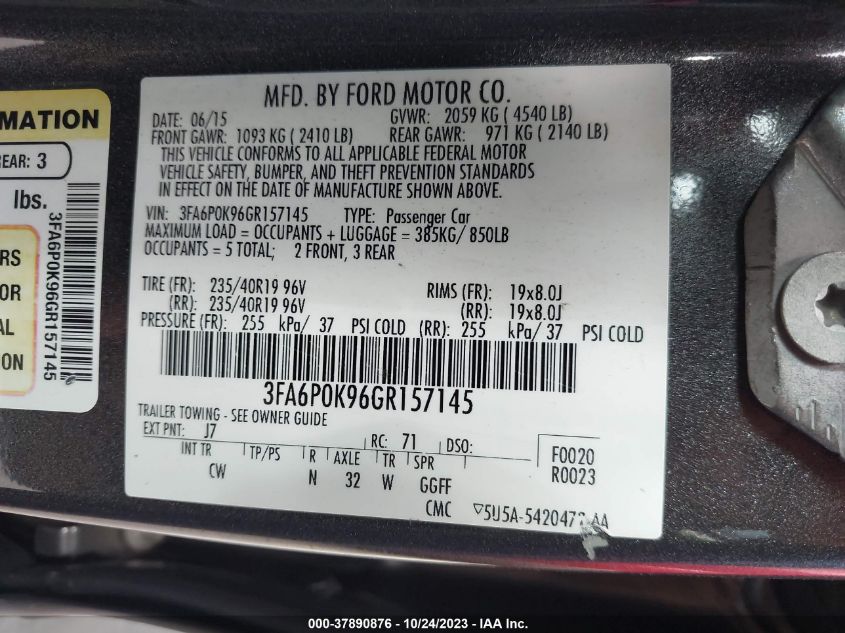 MATION
REAR: 3
lbs.
RS
OR
AL
ION
3FA6P0K96GR157145
MFD. BY FORD MOTOR CO.
DATE: 06/15 GVWR: 2059 KG ( 4540 LB)
FRONT GAWR: 1093 KG ( 2410 LB) REAR GAWR: 971 KG ( 2140 LB)
THIS VEHICLE CONFORMS TO ALL APPLICABLE FEDERAL MOTOR
VEHICLE SAFETY, BUMPER, AND THEFT PREVENTION STANDARDS
IN EFFECT ON THE DATE OF MANUFACTURE SHOWN ABOVE.
VIN: 3FA6P0K96GR157145 TYPE: Passenger Car
MAXIMUM LOAD = OCCUPANTS + LUGGAGE = 385KG/ 850LB
OCCUPANTS = 5 TOTAL; 2 FRONT, 3 REAR
TIRE (FR): 235/40R19 96V RIMS (FR): 19x8.0J
(RR): 235/40R19 96V (RR): 19x8.0J
PRESSURE (FR): 255 kPa/ 37 PSI COLD (RR): 255 kPa/ 37 PSI COLD
3FA6P0K96GR157145
TRAILER TOWING - SEE OWNER GUIDE
EXT PNT: J7 RC: 71 DSO: F0020
INT TR TP/PS R AXLE TR SPR R0023
CW N 32 W GGFF
CMC ▽5U5A-5420472-AA
000-37890876 - 10/24/2023 - IAA Inc.